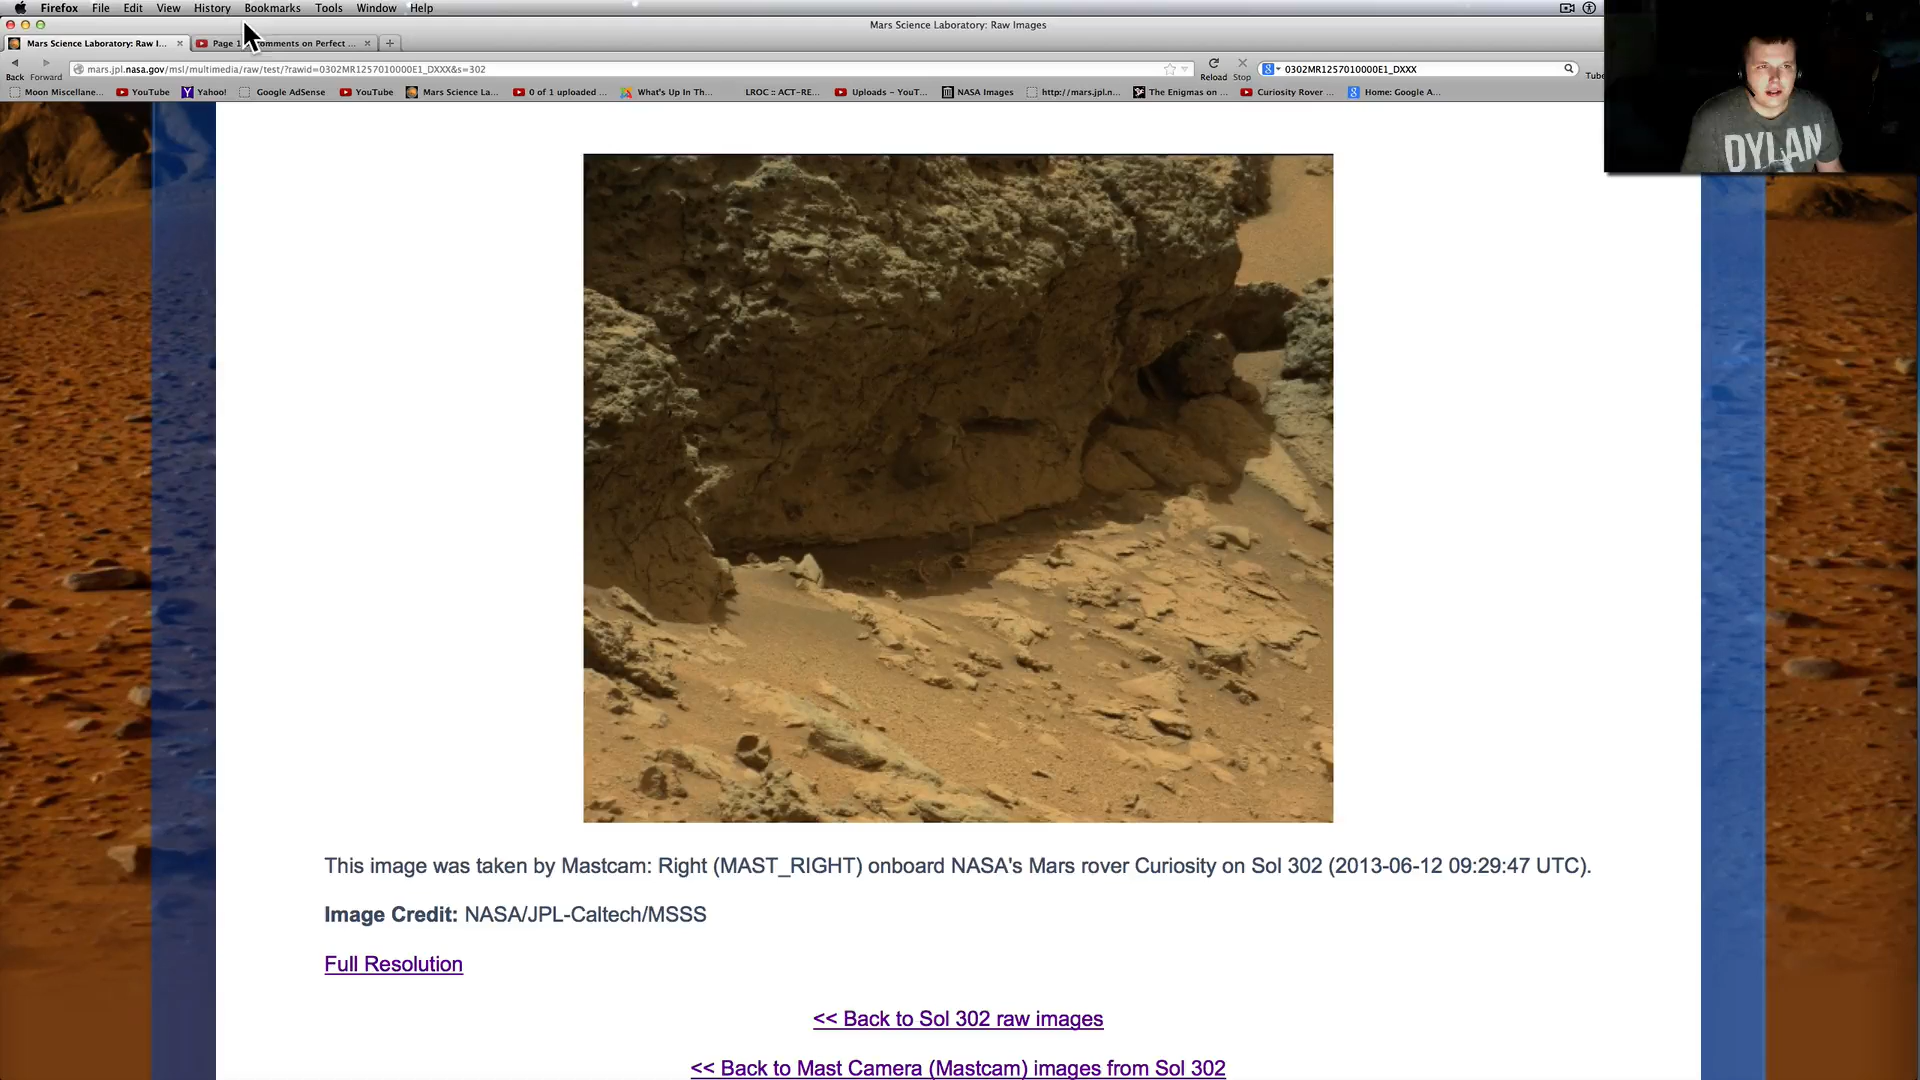 Firefox File Edit View History Bookmarks Tools Window Help
Mars Science Laboratory: Raw Images
Mars Science Laboratory: Raw I... Page 1 comments on Perfect ...
mars.jpl.nasa.gov/msl/multimedia/raw/test/?rawid=0302MR1257010000E1_DXXX&s=302
0302MR1257010000E1_DXXX
Back Forward Reload Stop Tube
Moon Miscellane... YouTube Yahoo! Google AdSense YouTube Mars Science La... 0 of 1 uploaded ... What's Up In Th... LROC :: ACT-RE... Uploads - YouT... NASA Images http://mars.jpl.n... The Enigmas on ... Curiosity Rover ... Home: Google A...
DYLAN
This image was taken by Mastcam: Right (MAST_RIGHT) onboard NASA's Mars rover Curiosity on Sol 302 (2013-06-12 09:29:47 UTC).
Image Credit: NASA/JPL-Caltech/MSSS
Full Resolution
<< Back to Sol 302 raw images
<< Back to Mast Camera (Mastcam) images from Sol 302